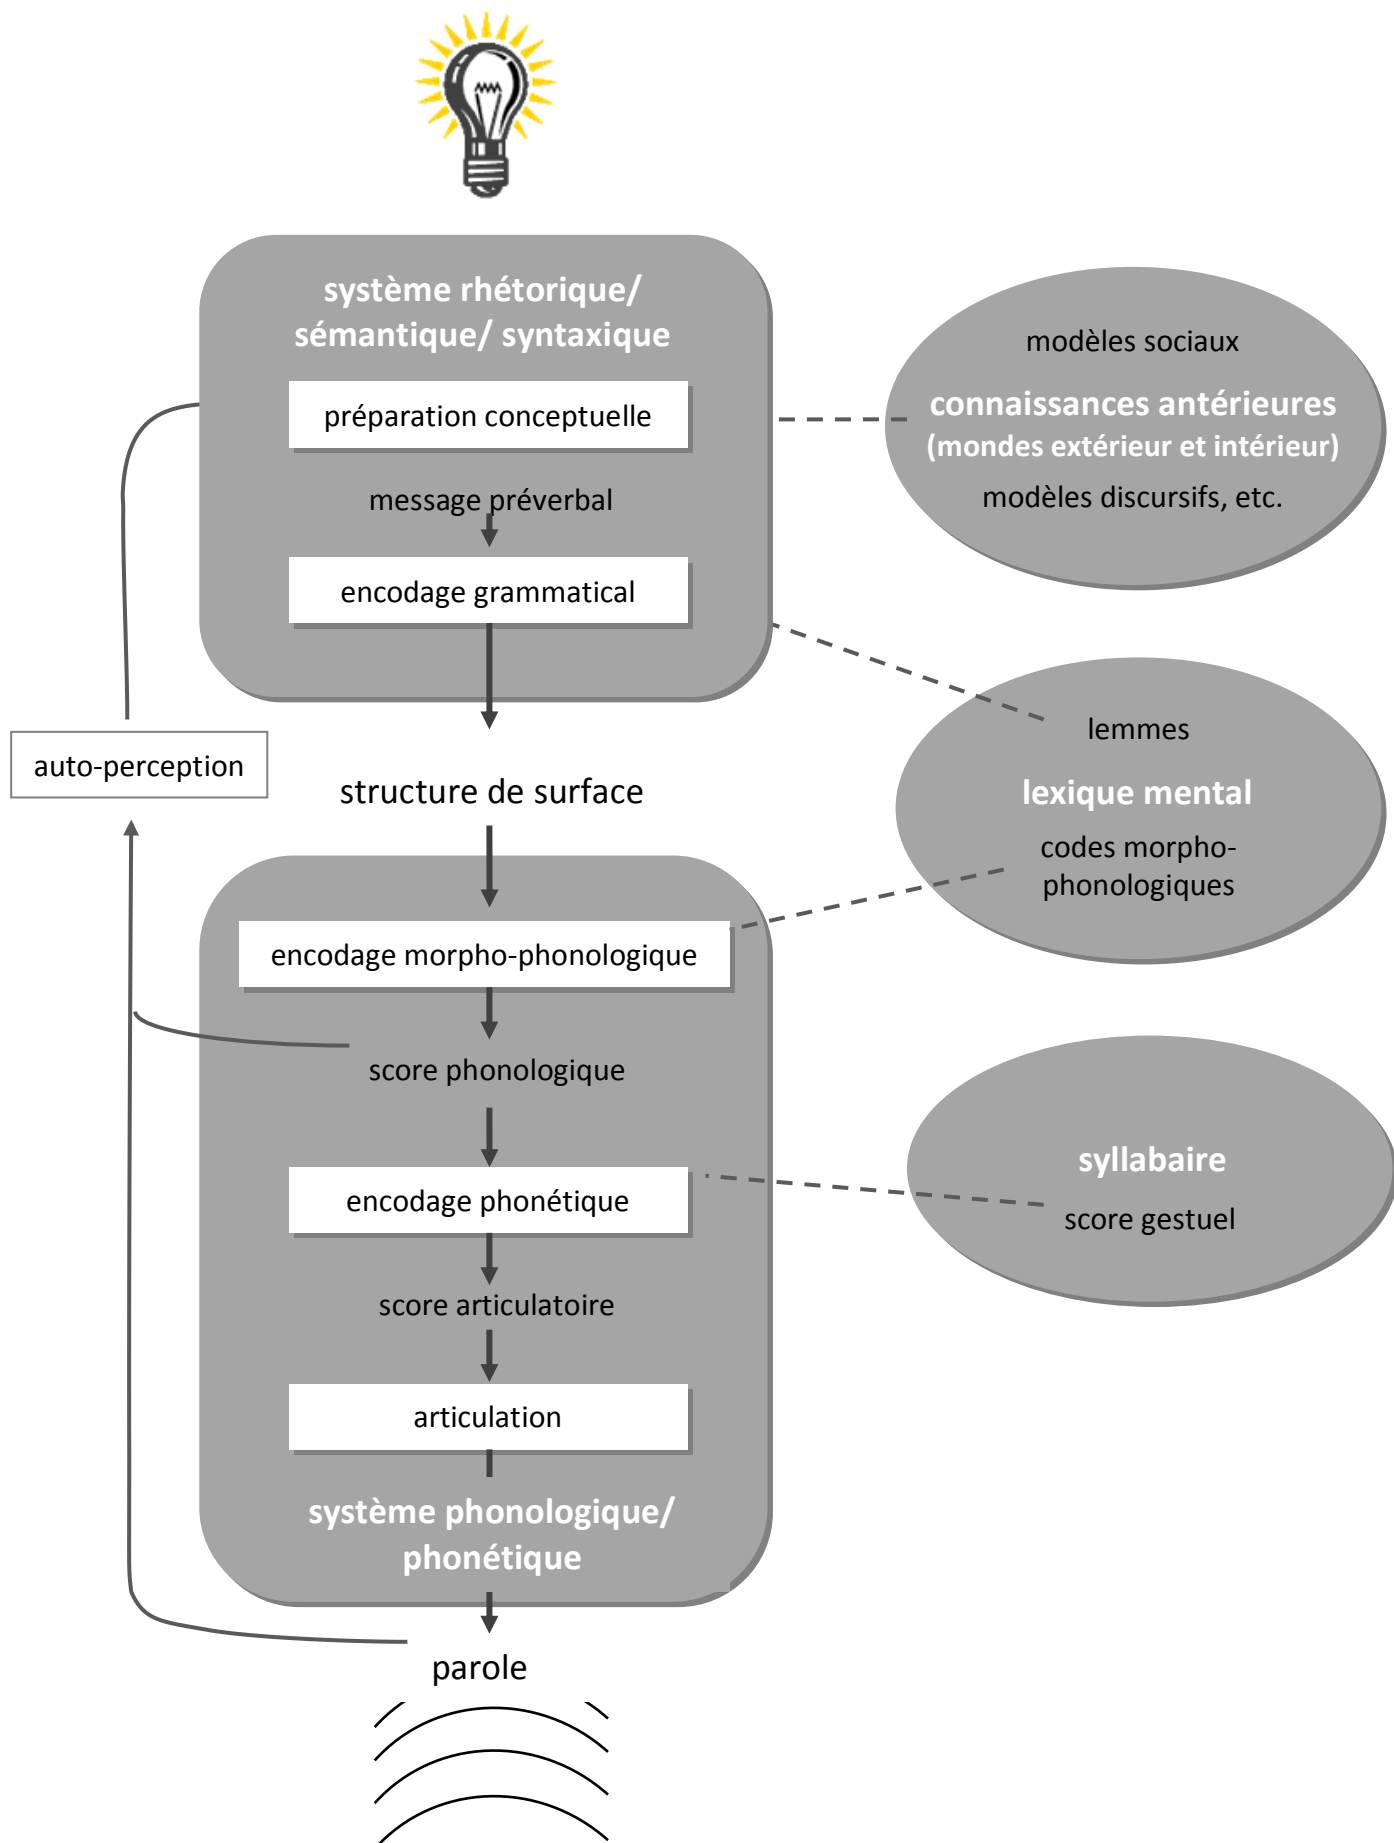 système rhétorique/
sémantique/ syntaxique
préparation conceptuelle
message préverbal
encodage grammatical
modèles sociaux
connaissances antérieures
(mondes extérieur et intérieur)
modèles discursifs, etc.
auto-perception
structure de surface
lemmes
lexique mental
codes morpho-
phonologiques
encodage morpho-phonologique
score phonologique
encodage phonétique
syllabaire
score gestuel
score articulatoire
articulation
système phonologique/
phonétique
parole